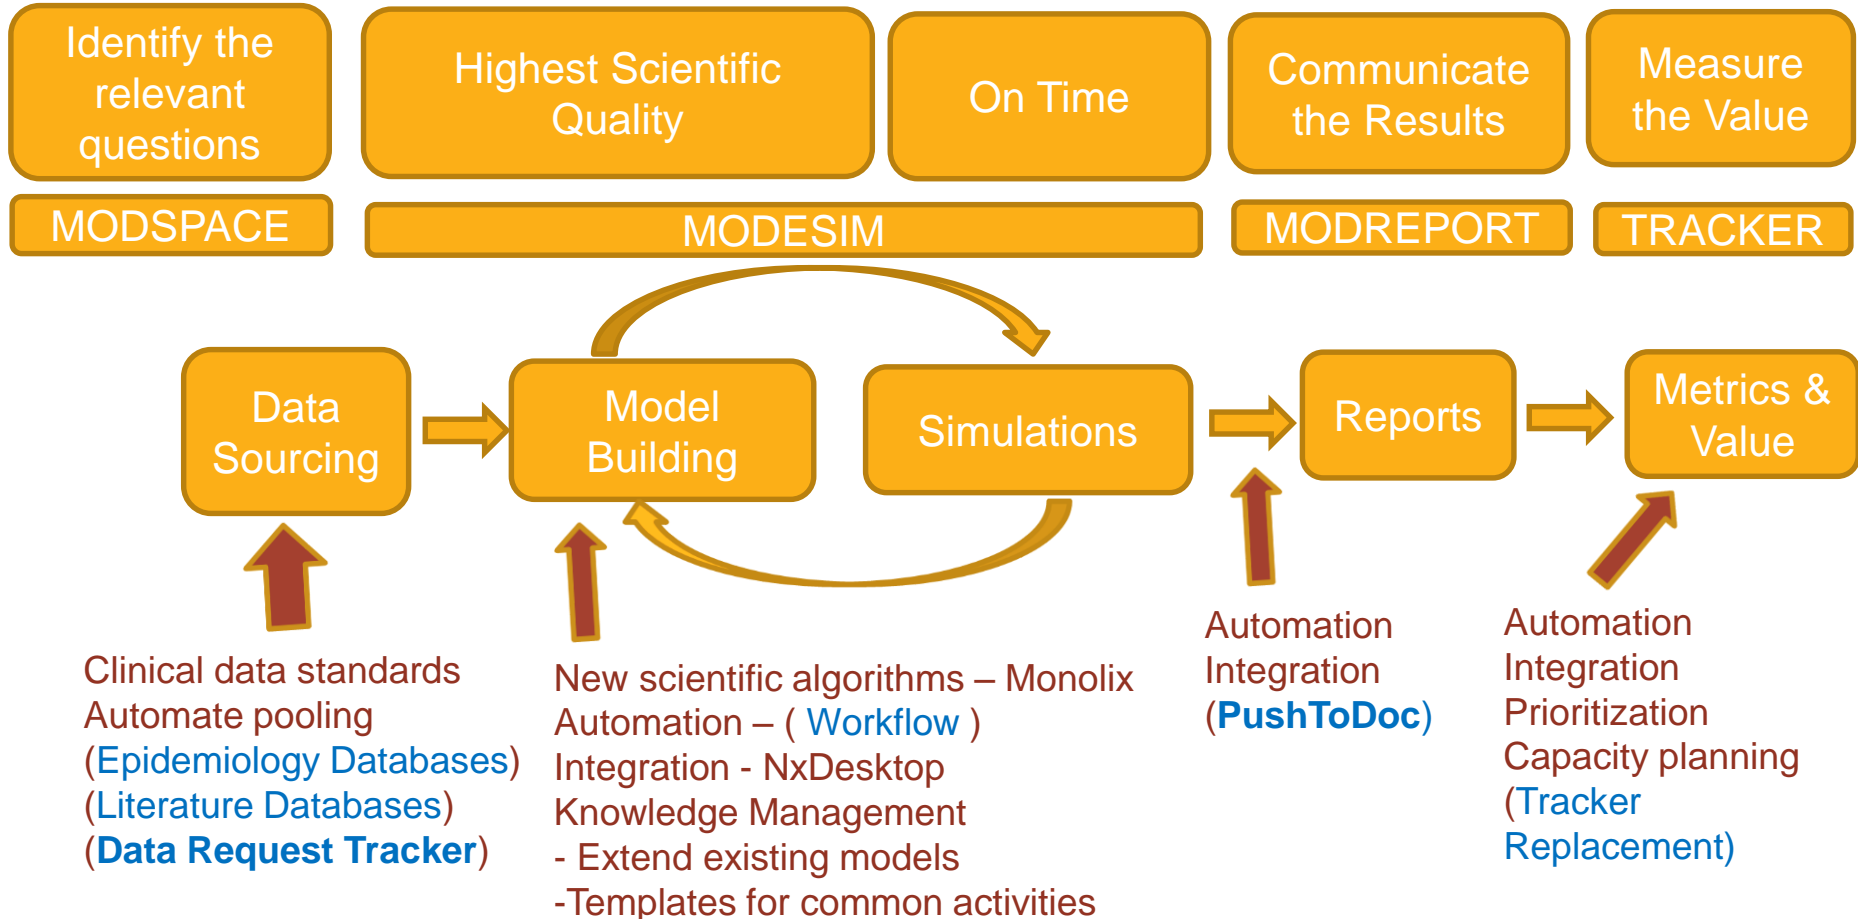 Identify the
relevant
questions
Highest Scientific
Quality
On Time
Communicate
the Results
Measure
the Value
MODSPACE
MODESIM
MODREPORT
TRACKER
Data
Sourcing
Model
Building
Simulations
Reports
Metrics &
Value
Clinical data standards
Automate pooling
(Epidemiology Databases)
(Literature Databases)
(Data Request Tracker)
New scientific algorithms – Monolix
Automation – ( Workflow )
Integration - NxDesktop
Knowledge Management
- Extend existing models
-Templates for common activities
Automation
Integration
(PushToDoc)
Automation
Integration
Prioritization
Capacity planning
(Tracker
Replacement)